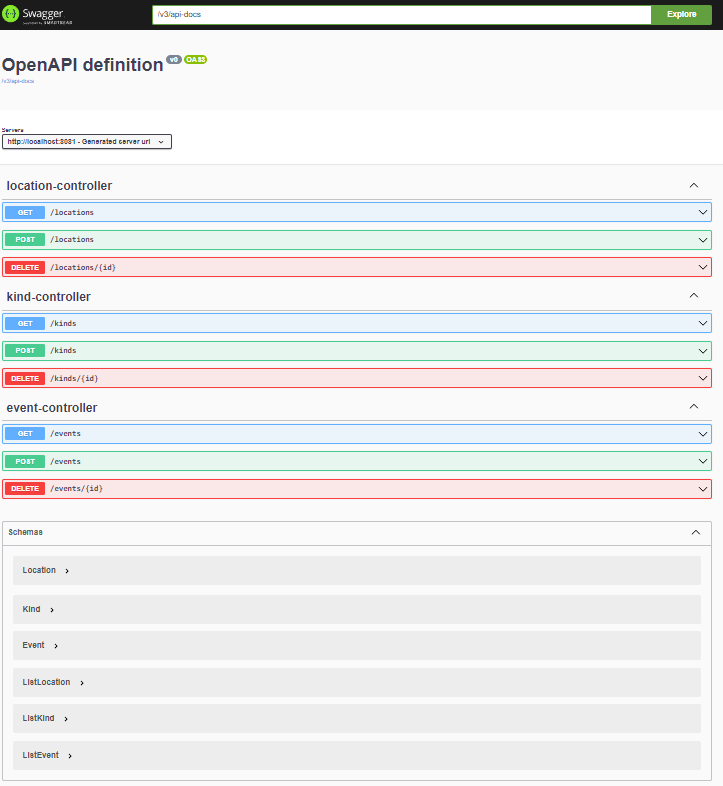 Swagger
Supported by SMARTBEAR
/v3/api-docs
Explore
OpenAPI definition v0 OAS3
/v3/api-docs
Servers
http://localhost:8081 - Generated server url
location-controller
GET /locations
POST /locations
DELETE /locations/{id}
kind-controller
GET /kinds
POST /kinds
DELETE /kinds/{id}
event-controller
GET /events
POST /events
DELETE /events/{id}
Schemas
Location
Kind
Event
ListLocation
ListKind
ListEvent